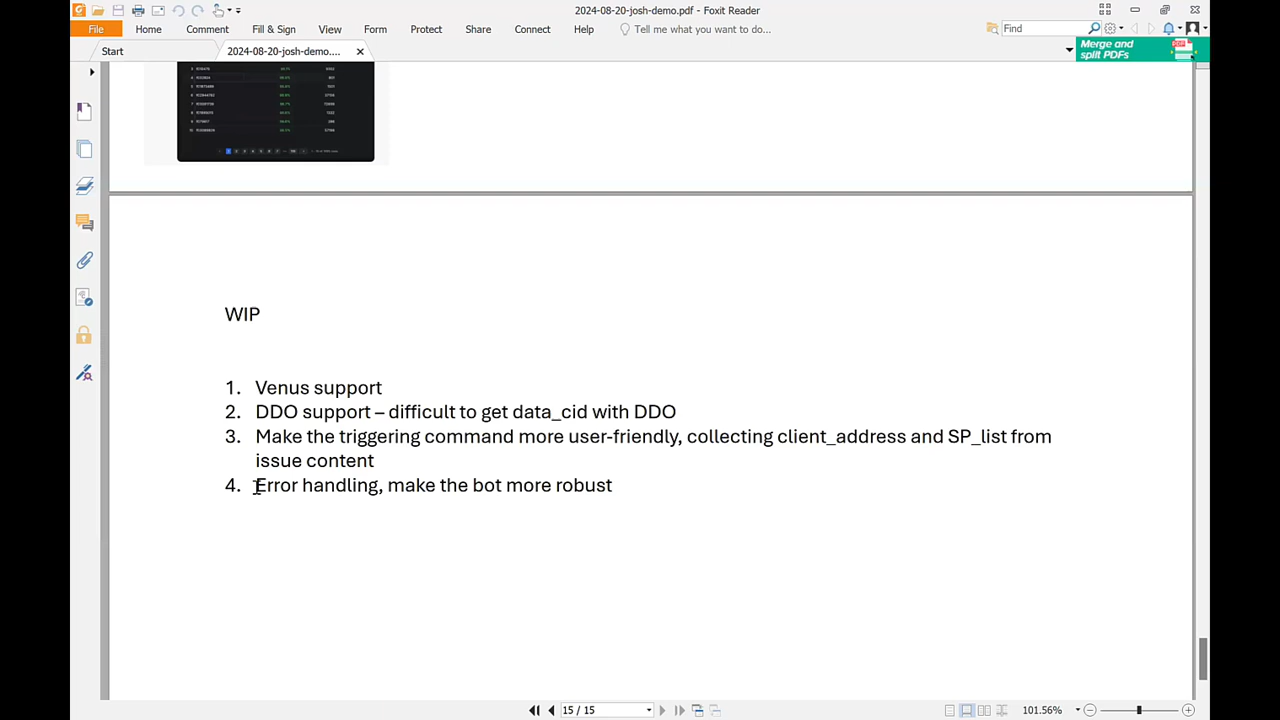 2024-08-20-josh-demo.pdf - Foxit Reader
File Home Comment Fill & Sign View Form Protect Share Connect Help Tell me what you want to do... Find
Start 2024-08-20-josh-demo....
Merge and
split PDFs
WIP
1. Venus support
2. DDO support – difficult to get data_cid with DDO
3. Make the triggering command more user-friendly, collecting client_address and SP_list from
issue content
4. Error handling, make the bot more robust
15 / 15
101.56%